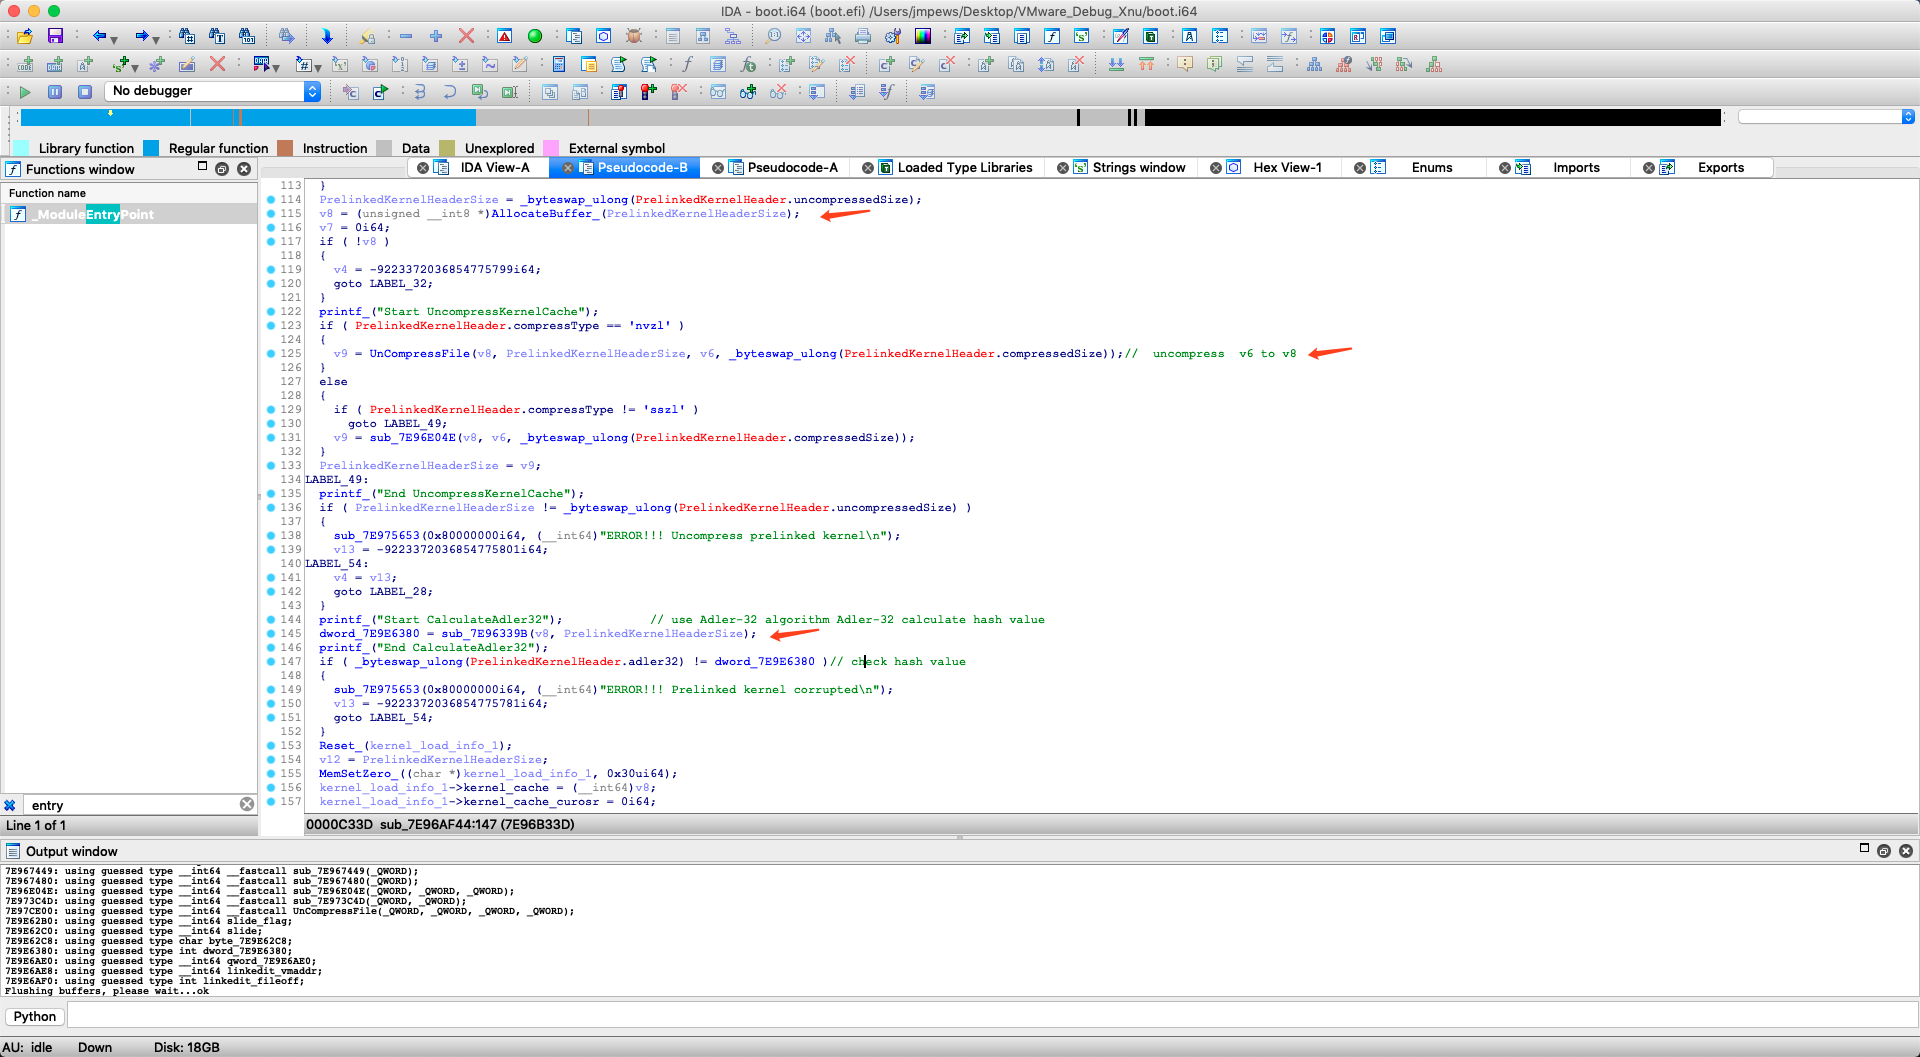 IDA - boot.i64 (boot.efi) /Users/jmpews/Desktop/VMware_Debug_Xnu/boot.i64
No debugger
Library function Regular function Instruction Data Unexplored External symbol
Functions window
IDA View-A Pseudocode-B Pseudocode-A Loaded Type Libraries Strings window Hex View-1 Enums Imports Exports
Function name
_ModuleEntryPoint
113 }
114 PrelinkedKernelHeaderSize = _byteswap_ulong(PrelinkedKernelHeader.uncompressedSize);
115 v8 = (unsigned __int8 *)AllocateBuffer_(PrelinkedKernelHeaderSize);
116 v7 = 0i64;
117 if ( !v8 )
118 {
119 v4 = -9223372036854775799i64;
120 goto LABEL_32;
121 }
122 printf_("Start UncompressKernelCache");
123 if ( PrelinkedKernelHeader.compressType == 'nvzl' )
124 {
125 v9 = UnCompressFile(v8, PrelinkedKernelHeaderSize, v6, _byteswap_ulong(PrelinkedKernelHeader.compressedSize));// uncompress v6 to v8
126 }
127 else
128 {
129 if ( PrelinkedKernelHeader.compressType != 'sszl' )
130 goto LABEL_49;
131 v9 = sub_7E96E04E(v8, v6, _byteswap_ulong(PrelinkedKernelHeader.compressedSize));
132 }
133 PrelinkedKernelHeaderSize = v9;
134 LABEL_49:
135 printf_("End UncompressKernelCache");
136 if ( PrelinkedKernelHeaderSize != _byteswap_ulong(PrelinkedKernelHeader.uncompressedSize) )
137 {
138 sub_7E975653(0x80000000i64, (__int64)"ERROR!!! Uncompress prelinked kernel\n");
139 v13 = -9223372036854775801i64;
140 LABEL_54:
141 v4 = v13;
142 goto LABEL_28;
143 }
144 printf_("Start CalculateAdler32"); // use Adler-32 algorithm Adler-32 calculate hash value
145 dword_7E9E6380 = sub_7E96339B(v8, PrelinkedKernelHeaderSize);
146 printf_("End CalculateAdler32");
147 if ( _byteswap_ulong(PrelinkedKernelHeader.adler32) != dword_7E9E6380 )// check hash value
148 {
149 sub_7E975653(0x80000000i64, (__int64)"ERROR!!! Prelinked kernel corrupted\n");
150 v13 = -9223372036854775781i64;
151 goto LABEL_54;
152 }
153 Reset_(kernel_load_info_1);
154 v12 = PrelinkedKernelHeaderSize;
155 MemSetZero_((char *)kernel_load_info_1, 0x30ui64);
156 kernel_load_info_1->kernel_cache = (__int64)v8;
157 kernel_load_info_1->kernel_cache_curosr = 0i64;
entry
Line 1 of 1
0000C33D sub_7E96AF44:147 (7E96B33D)
Output window
7E967449: using guessed type __int64 __fastcall sub_7E967449(_QWORD);
7E967480: using guessed type __int64 __fastcall sub_7E967480(_QWORD);
7E96E04E: using guessed type __int64 __fastcall sub_7E96E04E(_QWORD, _QWORD, _QWORD);
7E973C4D: using guessed type __int64 __fastcall sub_7E973C4D(_QWORD, _QWORD);
7E97CE00: using guessed type __int64 __fastcall UnCompressFile(_QWORD, _QWORD, _QWORD, _QWORD);
7E9E62B0: using guessed type __int64 slide_flag;
7E9E62C0: using guessed type __int64 slide;
7E9E62C8: using guessed type char byte_7E9E62C8;
7E9E6380: using guessed type int dword_7E9E6380;
7E9E6AE0: using guessed type __int64 qword_7E9E6AE0;
7E9E6AE8: using guessed type __int64 linkedit_vmaddr;
7E9E6AF0: using guessed type int linkedit_fileoff;
Flushing buffers, please wait...ok
Python
AU: idle Down Disk: 18GB